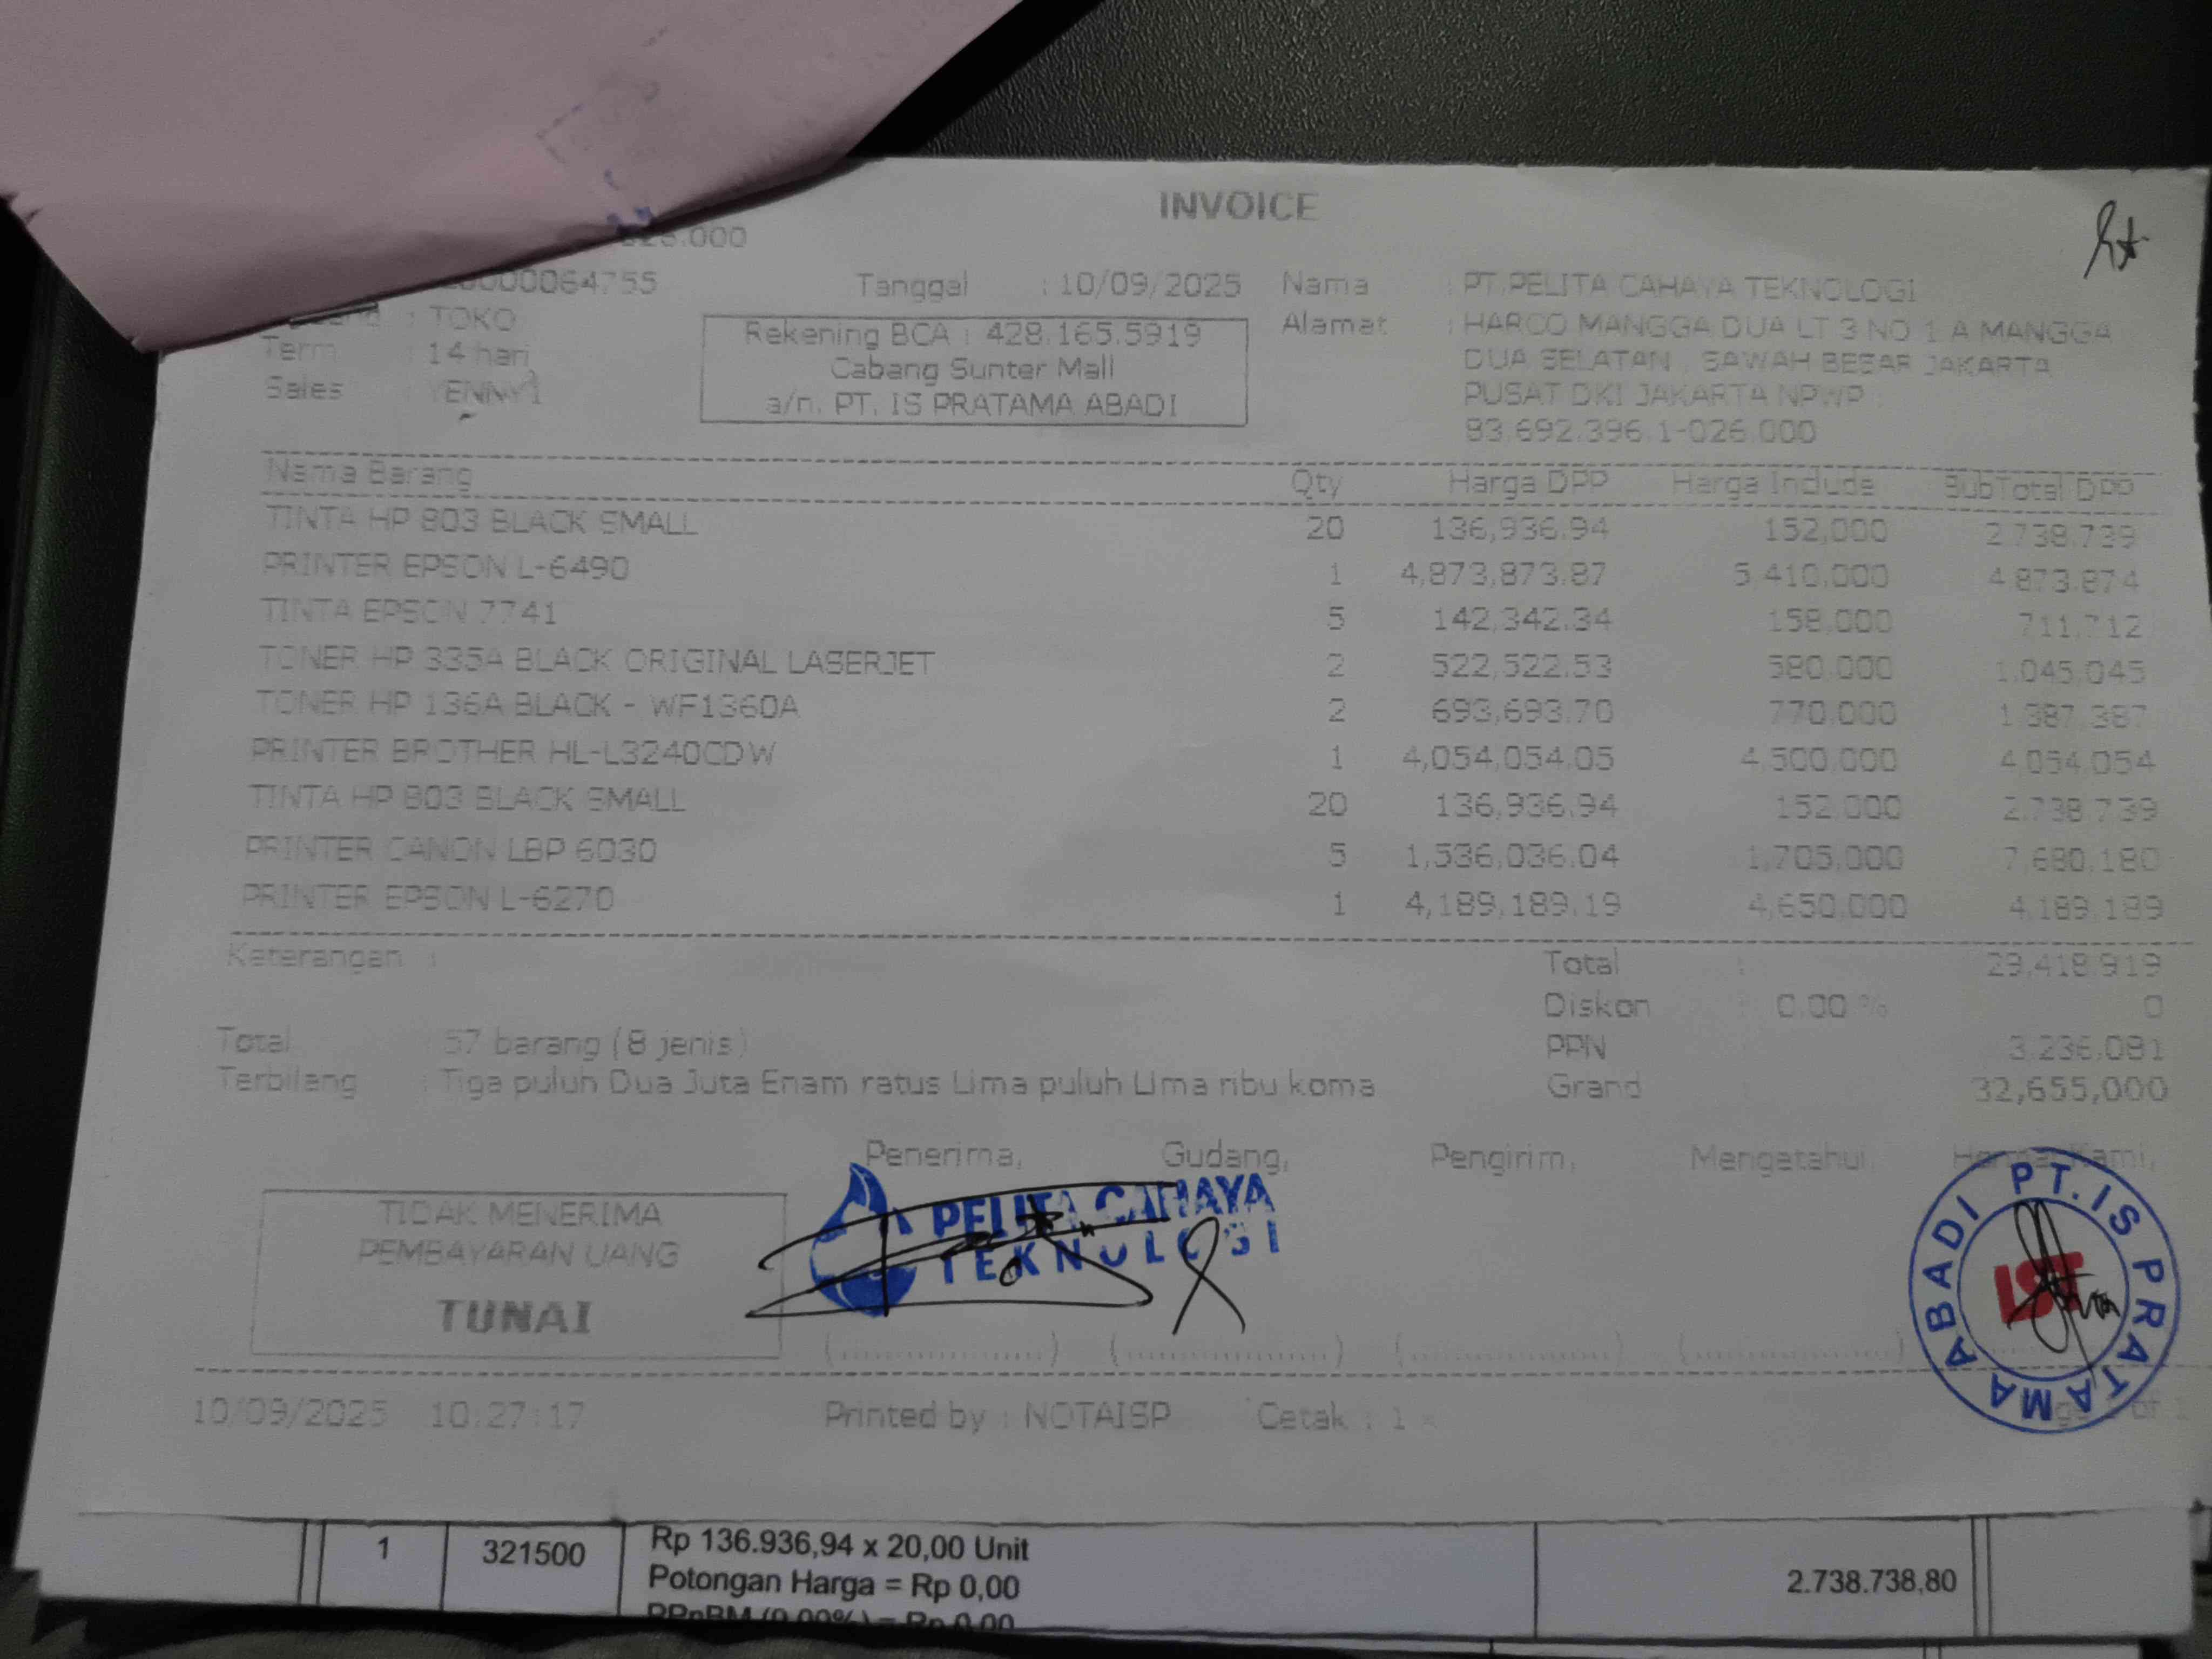 INVOICE
.000
0000064755
Tanggal : 10/09/2025
Nama : PT.PELITA CAHAYA TEKNOLOGI
: TOKO
Alamat : HARCO MANGGA DUA LT 3 NO 1 A MANGGA
DUA SELATAN , SAWAH BESAR JAKARTA
PUSAT DKI JAKARTA NPWP :
93.692.396.1-026.000
Term : 14 hari
Sales : YENNY1
Rekening BCA : 428.165.5919
Cabang Sunter Mall
a/n. PT. IS PRATAMA ABADI
Nama Barang Qty Harga DPP Harga Include SubTotal DPP
TINTA HP 803 BLACK SMALL 20 136,936.94 152,000 2,738,739
PRINTER EPSON L-6490 1 4,873,873.87 5,410,000 4,873,874
TINTA EPSON 7741 5 142,342.34 158,000 711,712
TONER HP 335A BLACK ORIGINAL LASERJET 2 522,522.53 580,000 1,045,045
TONER HP 136A BLACK - WF1360A 2 693,693.70 770,000 1,387,387
PRINTER BROTHER HL-L3240CDW 1 4,054,054.05 4,500,000 4,054,054
TINTA HP 803 BLACK SMALL 20 136,936.94 152,000 2,738,739
PRINTER CANON LBP 6030 5 1,536,036.04 1,705,000 7,680,180
PRINTER EPSON L-6270 1 4,189,189.19 4,650,000 4,189,189
Keterangan :
Total : 29,418,919
Diskon : 0.00 % 0
Total : 57 barang (8 jenis)
PPN 3,236,081
Terbilang : Tiga puluh Dua Juta Enam ratus Lima puluh Lima ribu koma
Grand 32,655,000
Penerima, Gudang, Pengirim, Mengetahui, Kami,
TIDAK MENERIMA
PEMBAYARAN UANG
TUNAI
PELITA CAHAYA
TEKNOLOGI
PT. IS PRATAMA ABADI
10/09/2025 10:27:17 Printed by : NOTAISP Cetak : 1 x of 1
1 321500 Rp 136.936,94 x 20,00 Unit
Potongan Harga = Rp 0,00
PPnBM (0,00%) = Rp 0,00
2.738.738,80